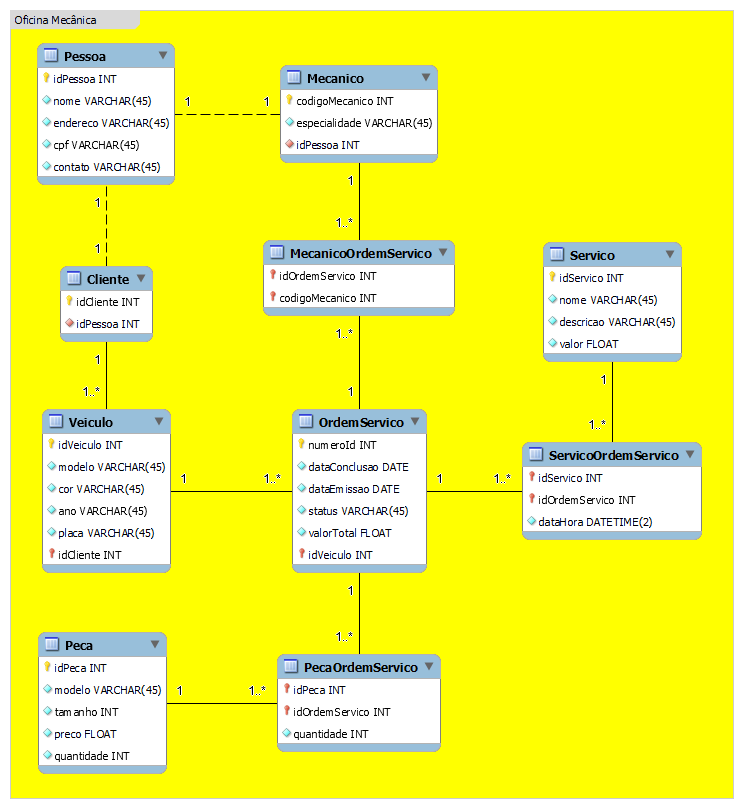 Oficina Mecânica
Pessoa
idPessoa INT
nome VARCHAR(45)
endereco VARCHAR(45)
cpf VARCHAR(45)
contato VARCHAR(45)
1
1
Mecanico
codigoMecanico INT
especialidade VARCHAR(45)
idPessoa INT
1
1
Cliente
idCliente INT
idPessoa INT
1
1..*
MecanicoOrdemServico
idOrdemServico INT
codigoMecanico INT
1..*
1
Servico
idServico INT
nome VARCHAR(45)
descricao VARCHAR(45)
valor FLOAT
1
1..*
1
1..*
Veiculo
idVeiculo INT
modelo VARCHAR(45)
cor VARCHAR(45)
ano VARCHAR(45)
placa VARCHAR(45)
idCliente INT
1
1..*
OrdemServico
numeroId INT
dataConclusao DATE
dataEmissao DATE
status VARCHAR(45)
valorTotal FLOAT
idVeiculo INT
1
1..*
ServicoOrdemServico
idServico INT
idOrdemServico INT
dataHora DATETIME(2)
1
1..*
Peca
idPeca INT
modelo VARCHAR(45)
tamanho INT
preco FLOAT
quantidade INT
1
1..*
PecaOrdemServico
idPeca INT
idOrdemServico INT
quantidade INT